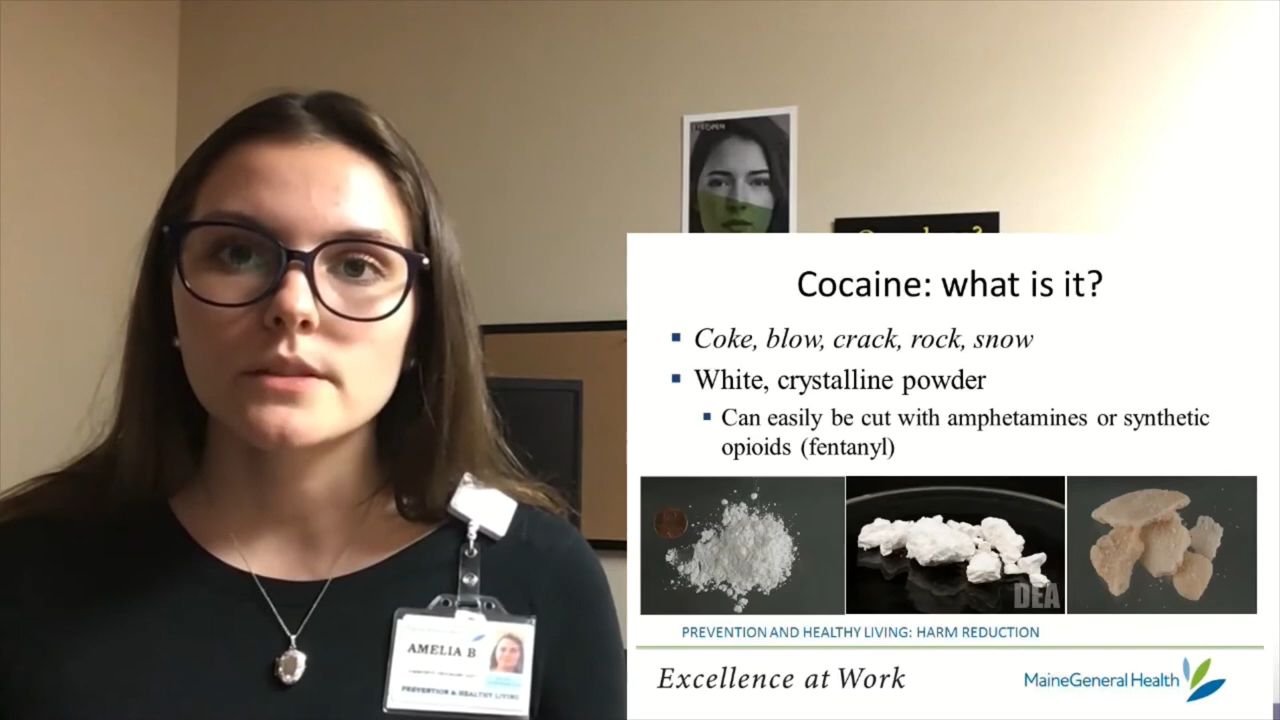 Cocaine: what is it?
Coke, blow, crack, rock, snow
White, crystalline powder
Can easily be cut with amphetamines or synthetic
opioids (fentanyl)
DEA
PREVENTION AND HEALTHY LIVING: HARM REDUCTION
Excellence at Work
MaineGeneral Health
AMELIA B
PREVENTION & HEALTHY LIVING